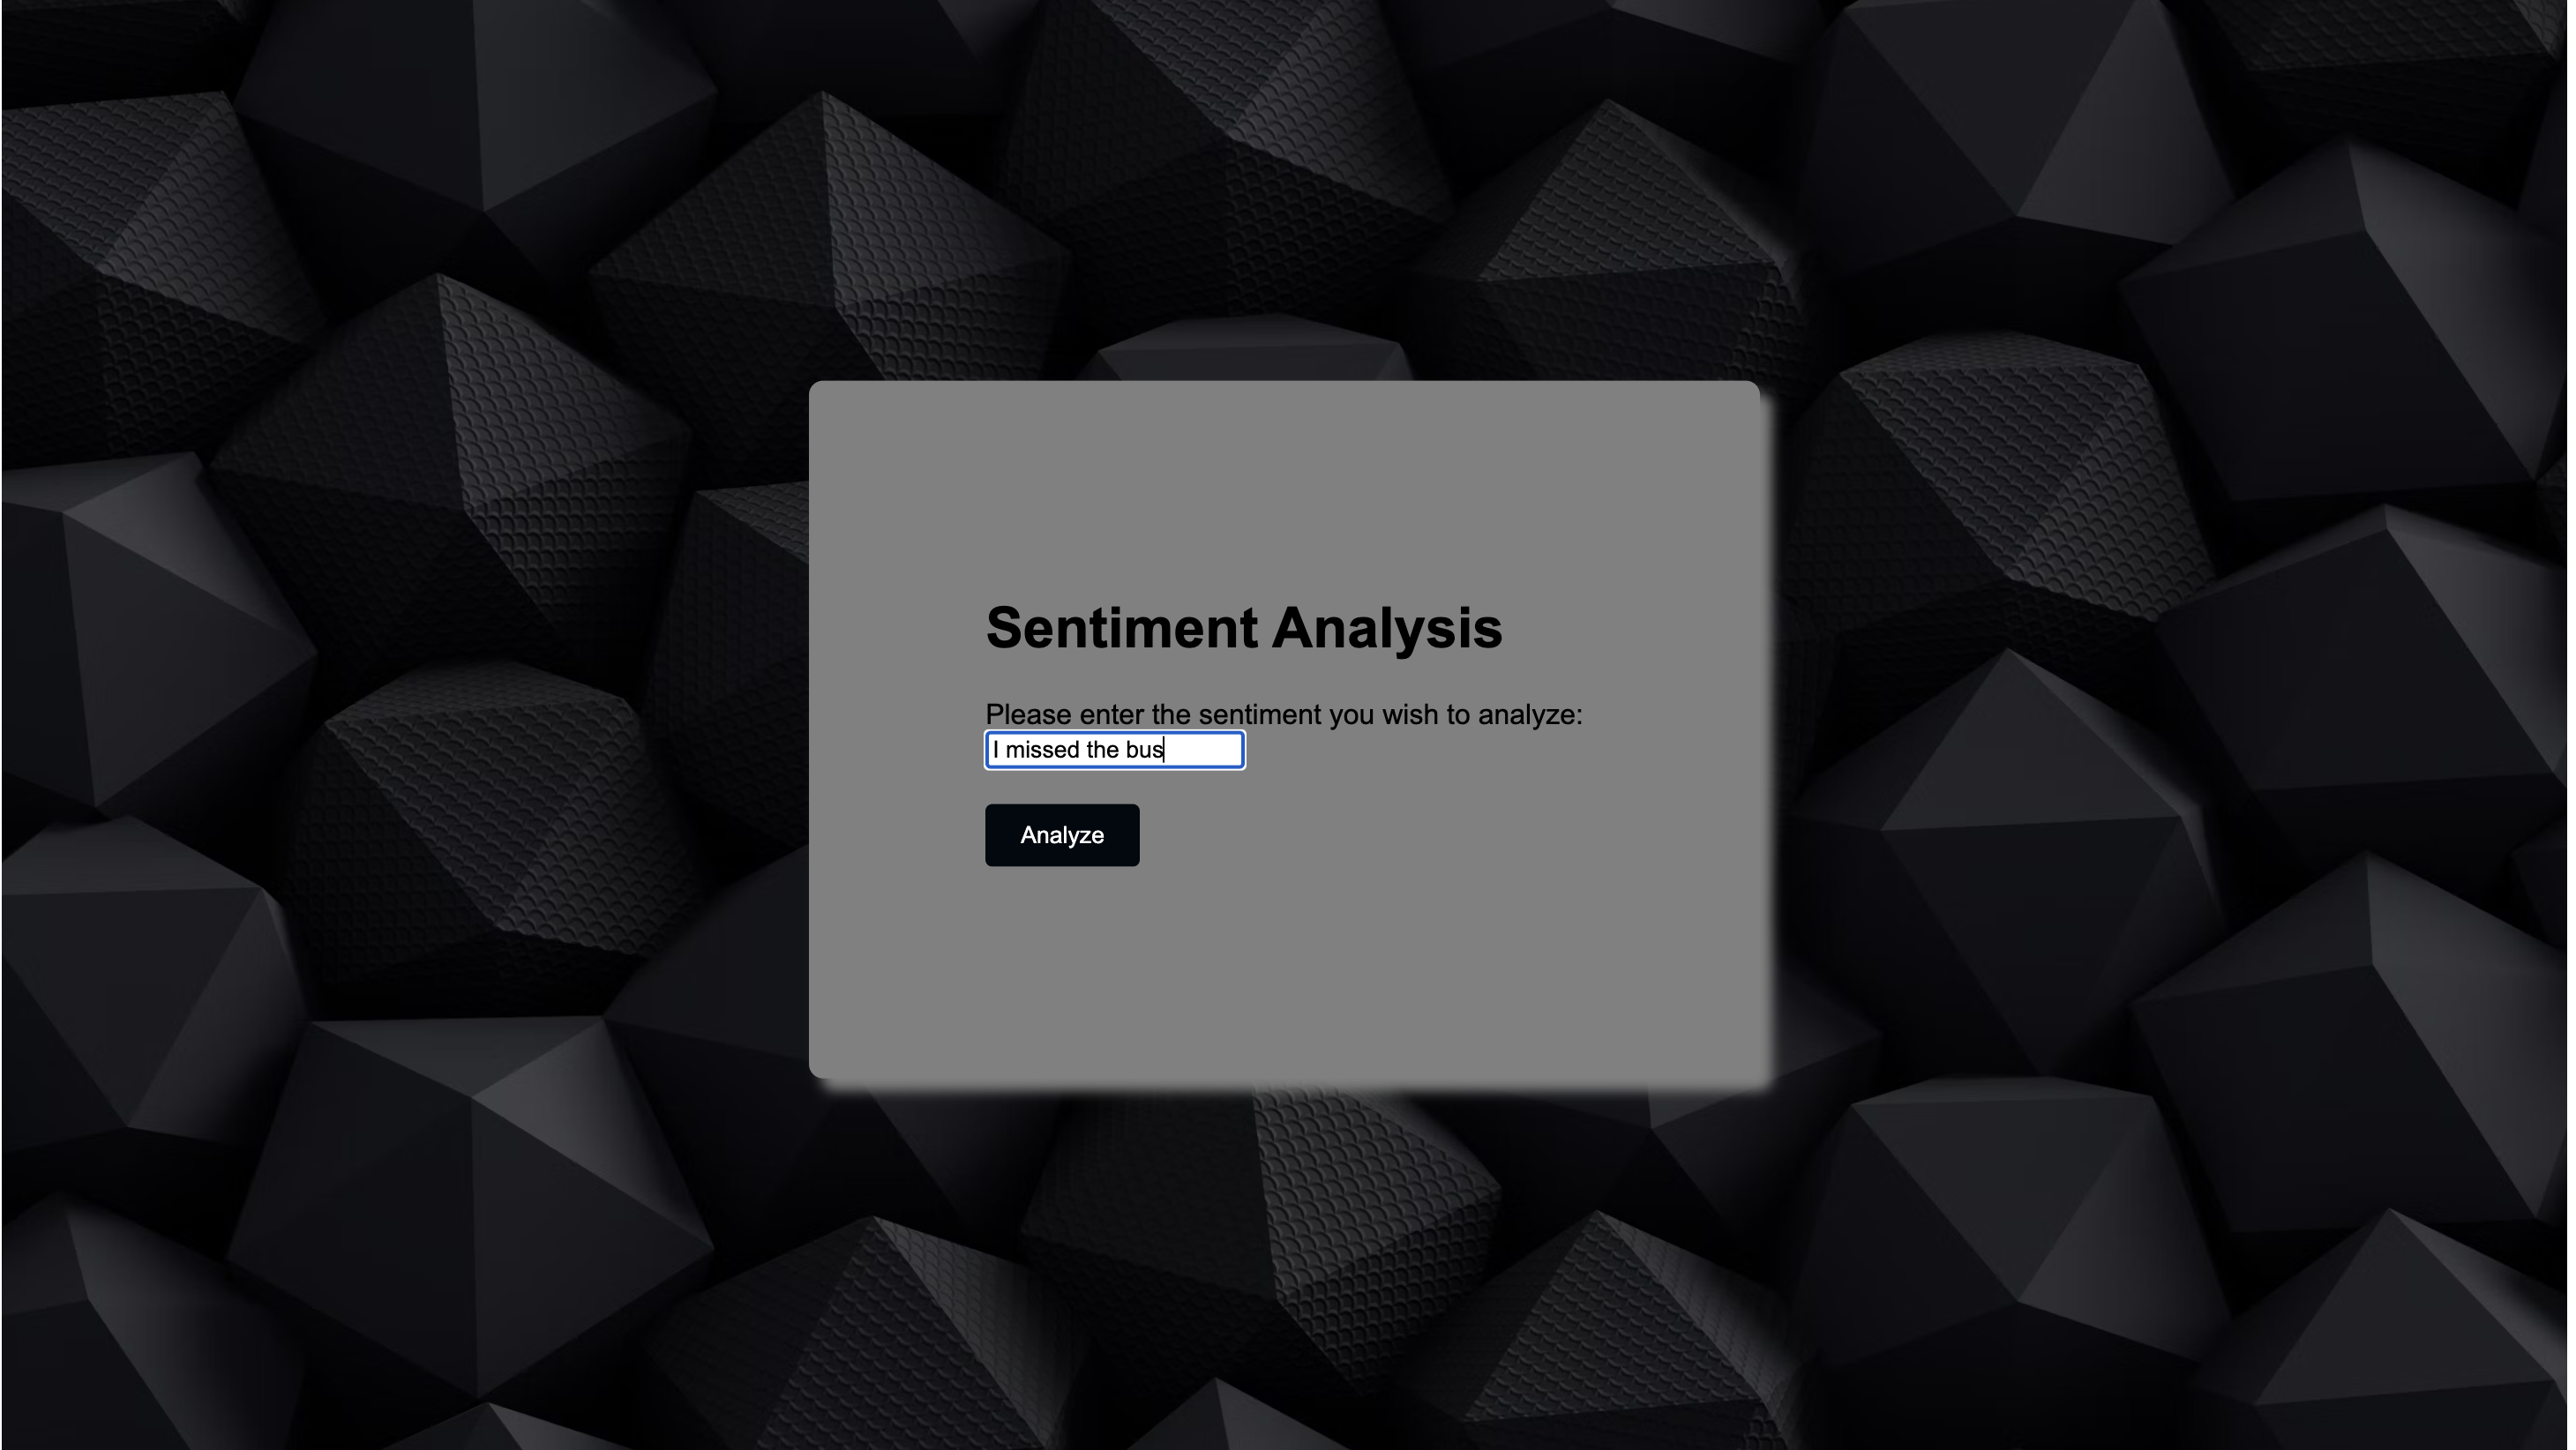 Sentiment Analysis
Please enter the sentiment you wish to analyze:
I missed the bus
Analyze